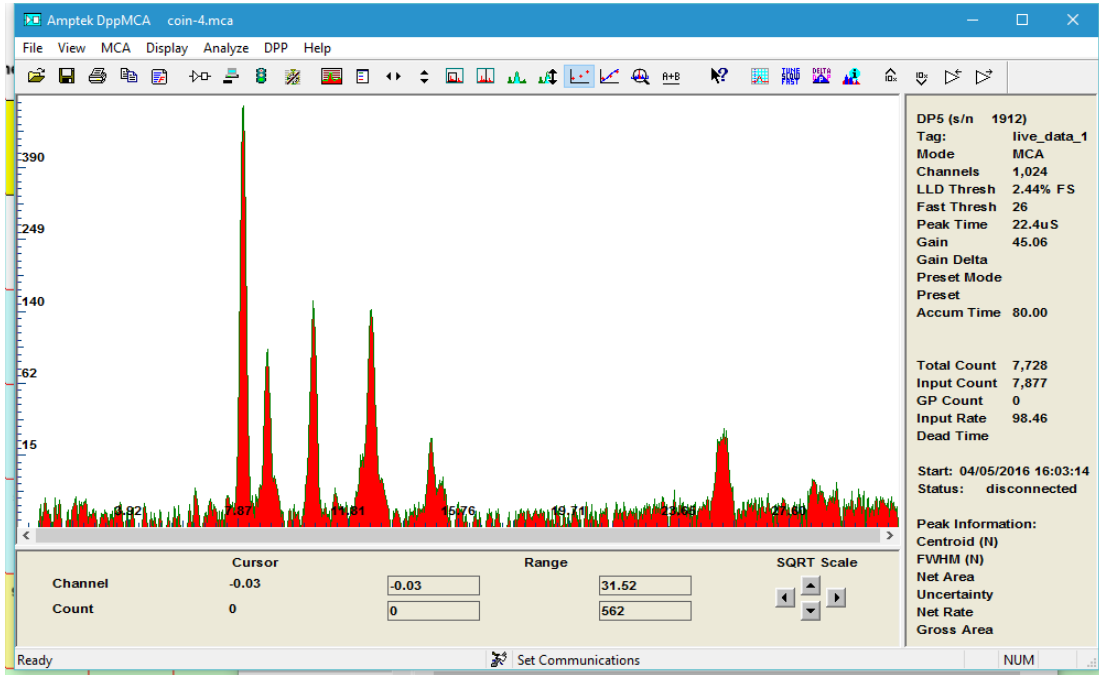 Amptek DppMCA coin-4.mca
File View MCA Display Analyze DPP Help
390
249
140
62
15
3.92 7.87 11.81 15.76 19.71 23.65 27.60
DP5 (s/n 1912)
Tag: live_data_1
Mode MCA
Channels 1,024
LLD Thresh 2.44% FS
Fast Thresh 26
Peak Time 22.4uS
Gain 45.06
Gain Delta
Preset Mode
Preset
Accum Time 80.00
Total Count 7,728
Input Count 7,877
GP Count 0
Input Rate 98.46
Dead Time
Start: 04/05/2016 16:03:14
Status: disconnected
Peak Information:
Centroid (N)
FWHM (N)
Net Area
Uncertainty
Net Rate
Gross Area
Cursor Range SQRT Scale
Channel -0.03 -0.03 31.52
Count 0 0 562
Ready Set Communications NUM